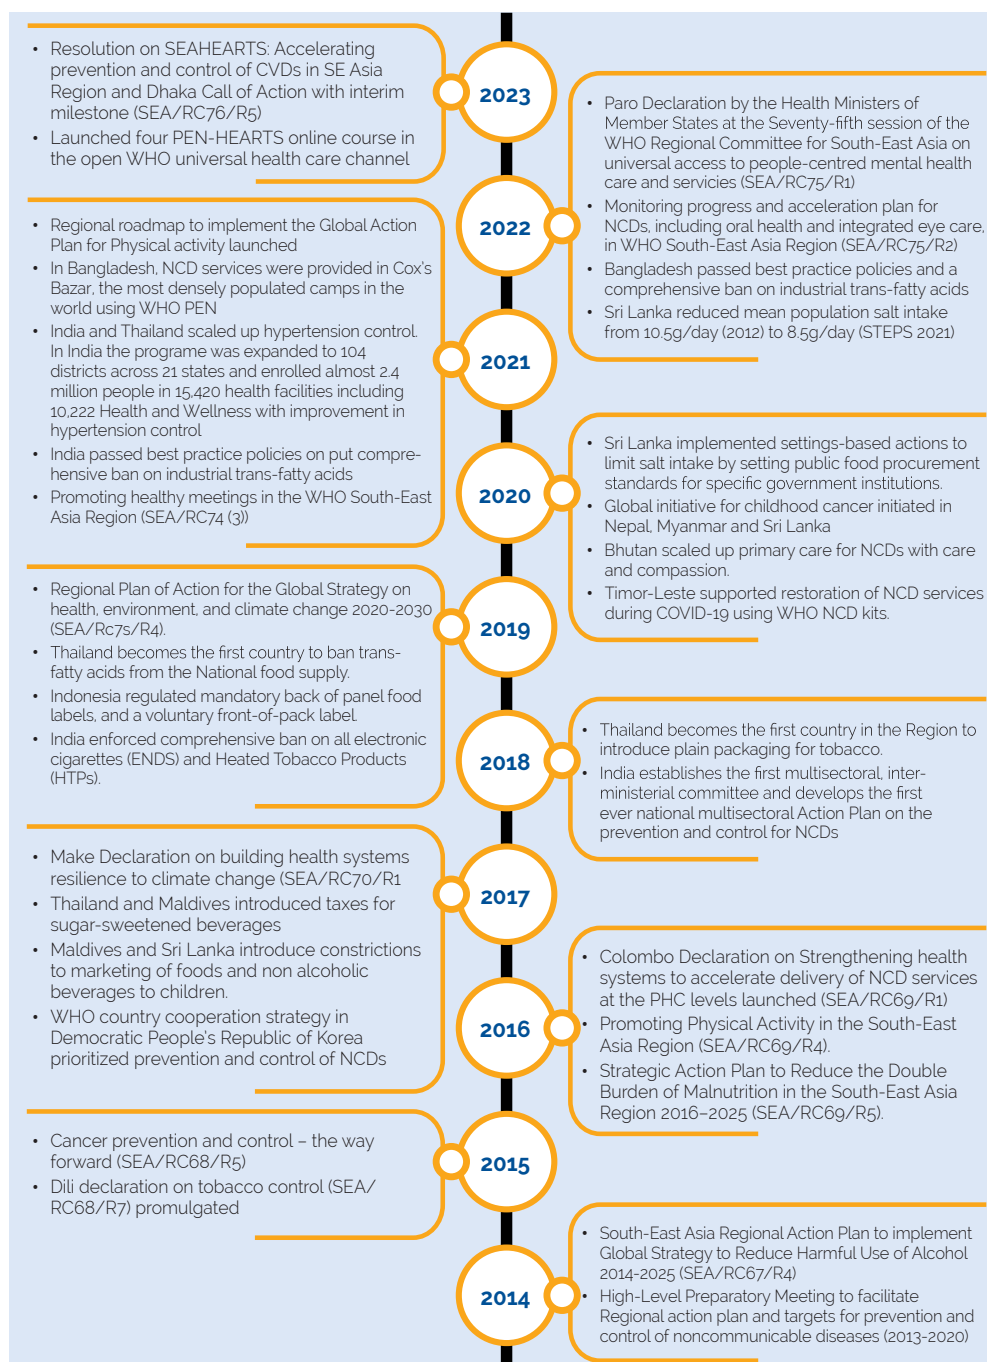 2023
• Resolution on SEAHEARTS: Accelerating
prevention and control of CVDs in SE Asia
Region and Dhaka Call of Action with interim
milestone (SEA/RC76/R5)
• Launched four PEN-HEARTS online course in
the open WHO universal health care channel
2022
• Paro Declaration by the Health Ministers of
Member States at the Seventy-fifth session of the
WHO Regional Committee for South-East Asia on
universal access to people-centred mental health
care and servicies (SEA/RC75/R1)
• Monitoring progress and acceleration plan for
NCDs, including oral health and integrated eye care,
in WHO South-East Asia Region (SEA/RC75/R2)
• Bangladesh passed best practice policies and a
comprehensive ban on industrial trans-fatty acids
• Sri Lanka reduced mean population salt intake
from 10.5g/day (2012) to 8.5g/day (STEPS 2021)
2021
• Regional roadmap to implement the Global Action
Plan for Physical activity launched
• In Bangladesh, NCD services were provided in Cox's
Bazar, the most densely populated camps in the
world using WHO PEN
• India and Thailand scaled up hypertension control.
In India the programe was expanded to 104
districts across 21 states and enrolled almost 2.4
million people in 15,420 health facilities including
10,222 Health and Wellness with improvement in
hypertension control
• India passed best practice policies on put compre-
hensive ban on industrial trans-fatty acids
• Promoting healthy meetings in the WHO South-East
Asia Region (SEA/RC74 (3))
2020
• Sri Lanka implemented settings-based actions to
limit salt intake by setting public food procurement
standards for specific government institutions.
• Global initiative for childhood cancer initiated in
Nepal, Myanmar and Sri Lanka
• Bhutan scaled up primary care for NCDs with care
and compassion.
• Timor-Leste supported restoration of NCD services
during COVID-19 using WHO NCD kits.
2019
• Regional Plan of Action for the Global Strategy on
health, environment, and climate change 2020-2030
(SEA/Rc7s/R4).
• Thailand becomes the first country to ban trans-
fatty acids from the National food supply.
• Indonesia regulated mandatory back of panel food
labels, and a voluntary front-of-pack label.
• India enforced comprehensive ban on all electronic
cigarettes (ENDS) and Heated Tobacco Products
(HTPs).
2018
• Thailand becomes the first country in the Region to
introduce plain packaging for tobacco.
• India establishes the first multisectoral, inter-
ministerial committee and develops the first
ever national multisectoral Action Plan on the
prevention and control for NCDs
2017
• Make Declaration on building health systems
resilience to climate change (SEA/RC70/R1
• Thailand and Maldives introduced taxes for
sugar-sweetened beverages
• Maldives and Sri Lanka introduce constrictions
to marketing of foods and non alcoholic
beverages to children.
• WHO country cooperation strategy in
Democratic People's Republic of Korea
prioritized prevention and control of NCDs
2016
• Colombo Declaration on Strengthening health
systems to accelerate delivery of NCD services
at the PHC levels launched (SEA/RC69/R1)
• Promoting Physical Activity in the South-East
Asia Region (SEA/RC69/R4).
• Strategic Action Plan to Reduce the Double
Burden of Malnutrition in the South-East Asia
Region 2016–2025 (SEA/RC69/R5).
2015
• Cancer prevention and control – the way
forward (SEA/RC68/R5)
• Dili declaration on tobacco control (SEA/
RC68/R7) promulgated
2014
• South-East Asia Regional Action Plan to implement
Global Strategy to Reduce Harmful Use of Alcohol
2014-2025 (SEA/RC67/R4)
• High-Level Preparatory Meeting to facilitate
Regional action plan and targets for prevention and
control of noncommunicable diseases (2013-2020)